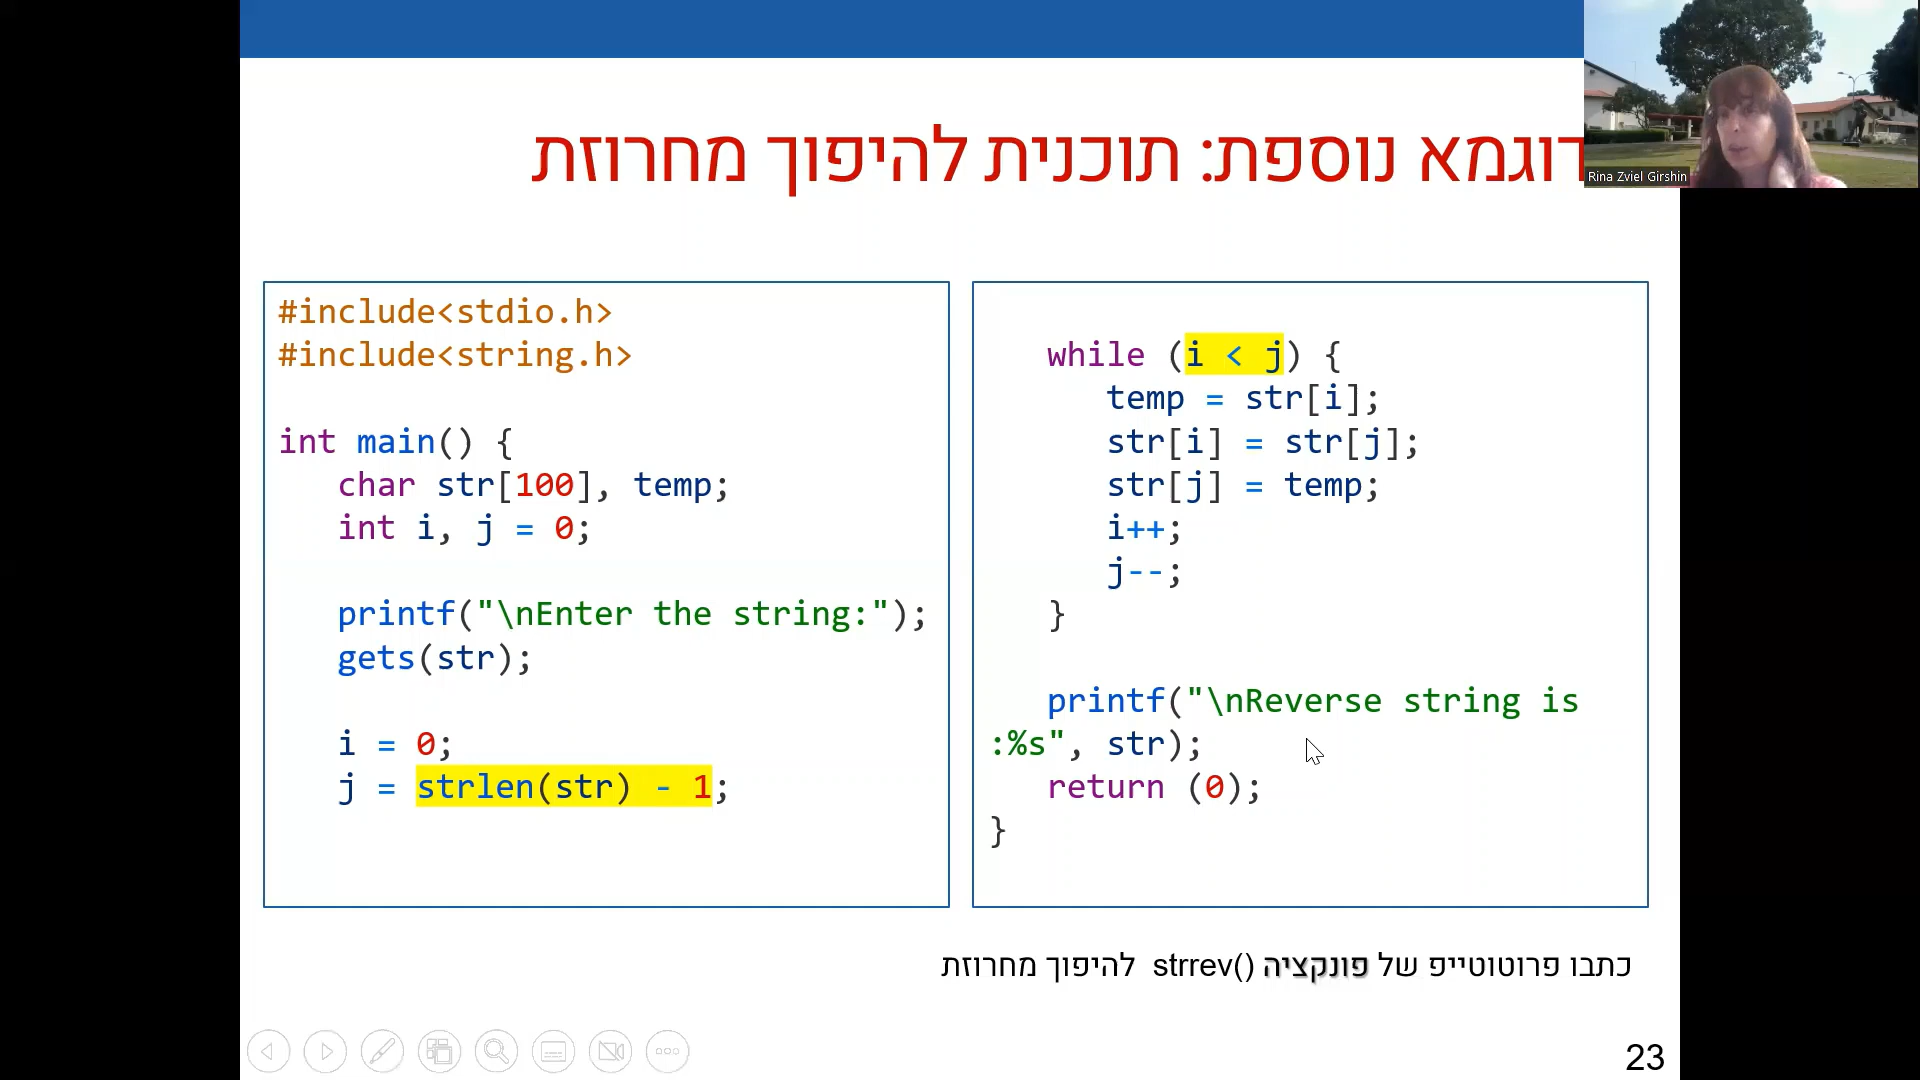 דוגמא נוספת: תוכנית להיפוך מחרוזת
Rina Zviel Girshin
#include<stdio.h>
#include<string.h>
int main() {
char str[100], temp;
int i, j = 0;
printf("\nEnter the string:");
gets(str);
i = 0;
j = strlen(str) - 1;
while (i < j) {
temp = str[i];
str[i] = str[j];
str[j] = temp;
i++;
j--;
}
printf("\nReverse string is
:%s", str);
return (0);
}
כתבו פרוטוטייפ של פונקציה strrev() להיפוך מחרוזת
23